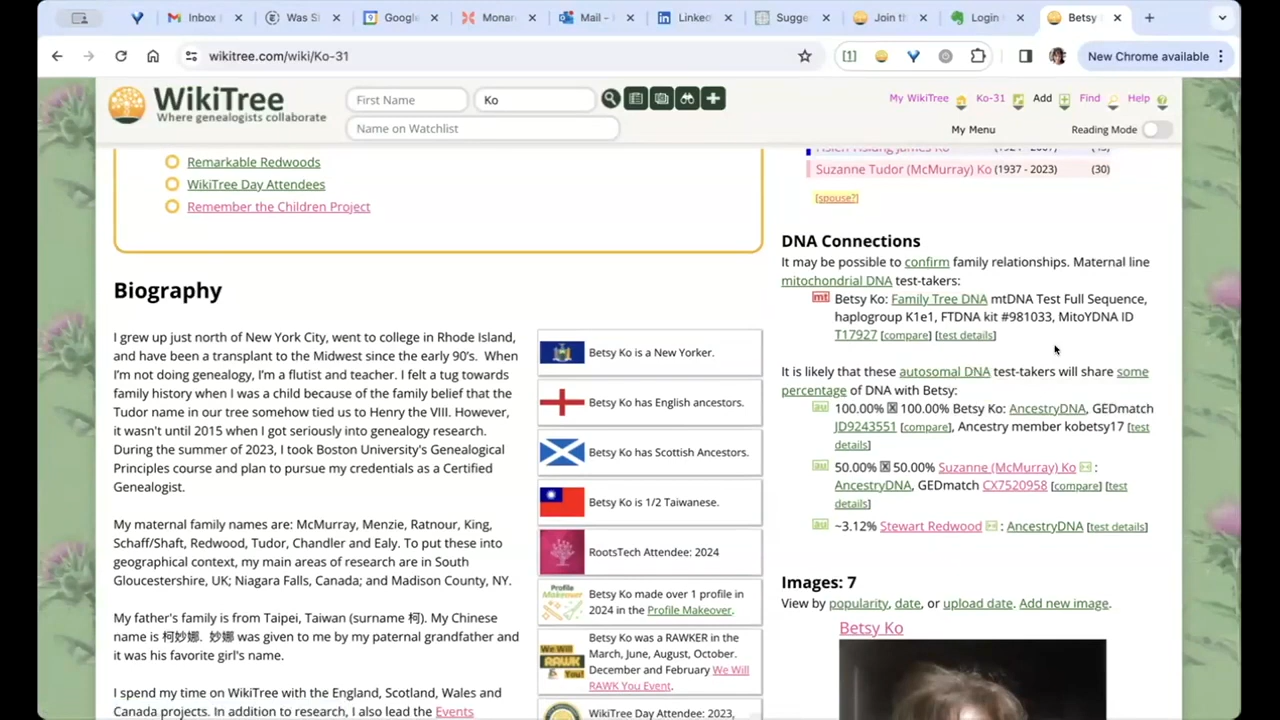 Inbox
Was S
Google
Monar
Mail -
Linke
Sugge
Join t
Login
Betsy
wikitree.com/wiki/Ko-31
New Chrome available
WikiTree
Where genealogists collaborate
First Name
Ko
Name on Watchlist
My WikiTree
Ko-31
Add
Find
Help
My Menu
Reading Mode
Remarkable Redwoods
WikiTree Day Attendees
Remember the Children Project
Biography
I grew up just north of New York City, went to college in Rhode Island,
and have been a transplant to the Midwest since the early 90's. When
I'm not doing genealogy, I'm a flutist and teacher. I felt a tug towards
family history when I was a child because of the family belief that the
Tudor name in our tree somehow tied us to Henry the VIII. However,
it wasn't until 2015 when I got seriously into genealogy research.
During the summer of 2023, I took Boston University's Genealogical
Principles course and plan to pursue my credentials as a Certified
Genealogist.
My maternal family names are: McMurray, Menzie, Ratnour, King,
Schaff/Shaft, Redwood, Tudor, Chandler and Ealy. To put these into
geographical context, my main areas of research are in South
Gloucestershire, UK; Niagara Falls, Canada; and Madison County, NY.
My father's family is from Taipei, Taiwan (surname 柯). My Chinese
name is 柯妙娜. 妙娜 was given to me by my paternal grandfather and
it was his favorite girl's name.
I spend my time on WikiTree with the England, Scotland, Wales and
Canada projects. In addition to research, I also lead the Events
Betsy Ko is a New Yorker.
Betsy Ko has English ancestors.
Betsy Ko has Scottish Ancestors.
Betsy Ko is 1/2 Taiwanese.
RootsTech Attendee: 2024
Profile
Makeover
Betsy Ko made over 1 profile in
2024 in the Profile Makeover.
We Will
RAWK
You!
Betsy Ko was a RAWKER in the
March, June, August, October.
December and February We Will
RAWK You Event.
WikiTree Day Attendee: 2023,
Hsien-Hsiung James Ko
Suzanne Tudor (McMurray) Ko (1937 - 2023) (30)
[spouse?]
DNA Connections
It may be possible to confirm family relationships. Maternal line
mitochondrial DNA test-takers:
mt Betsy Ko: Family Tree DNA mtDNA Test Full Sequence,
haplogroup K1e1, FTDNA kit #981033, MitoYDNA ID
T17927 [compare] [test details]
It is likely that these autosomal DNA test-takers will share some
percentage of DNA with Betsy:
au 100.00% 100.00% Betsy Ko: AncestryDNA, GEDmatch
JD9243551 [compare], Ancestry member kobetsy17 [test
details]
au 50.00% 50.00% Suzanne (McMurray) Ko :
AncestryDNA, GEDmatch CX7520958 [compare] [test
details]
au ~3.12% Stewart Redwood : AncestryDNA [test details]
Images: 7
View by popularity, date, or upload date. Add new image.
Betsy Ko